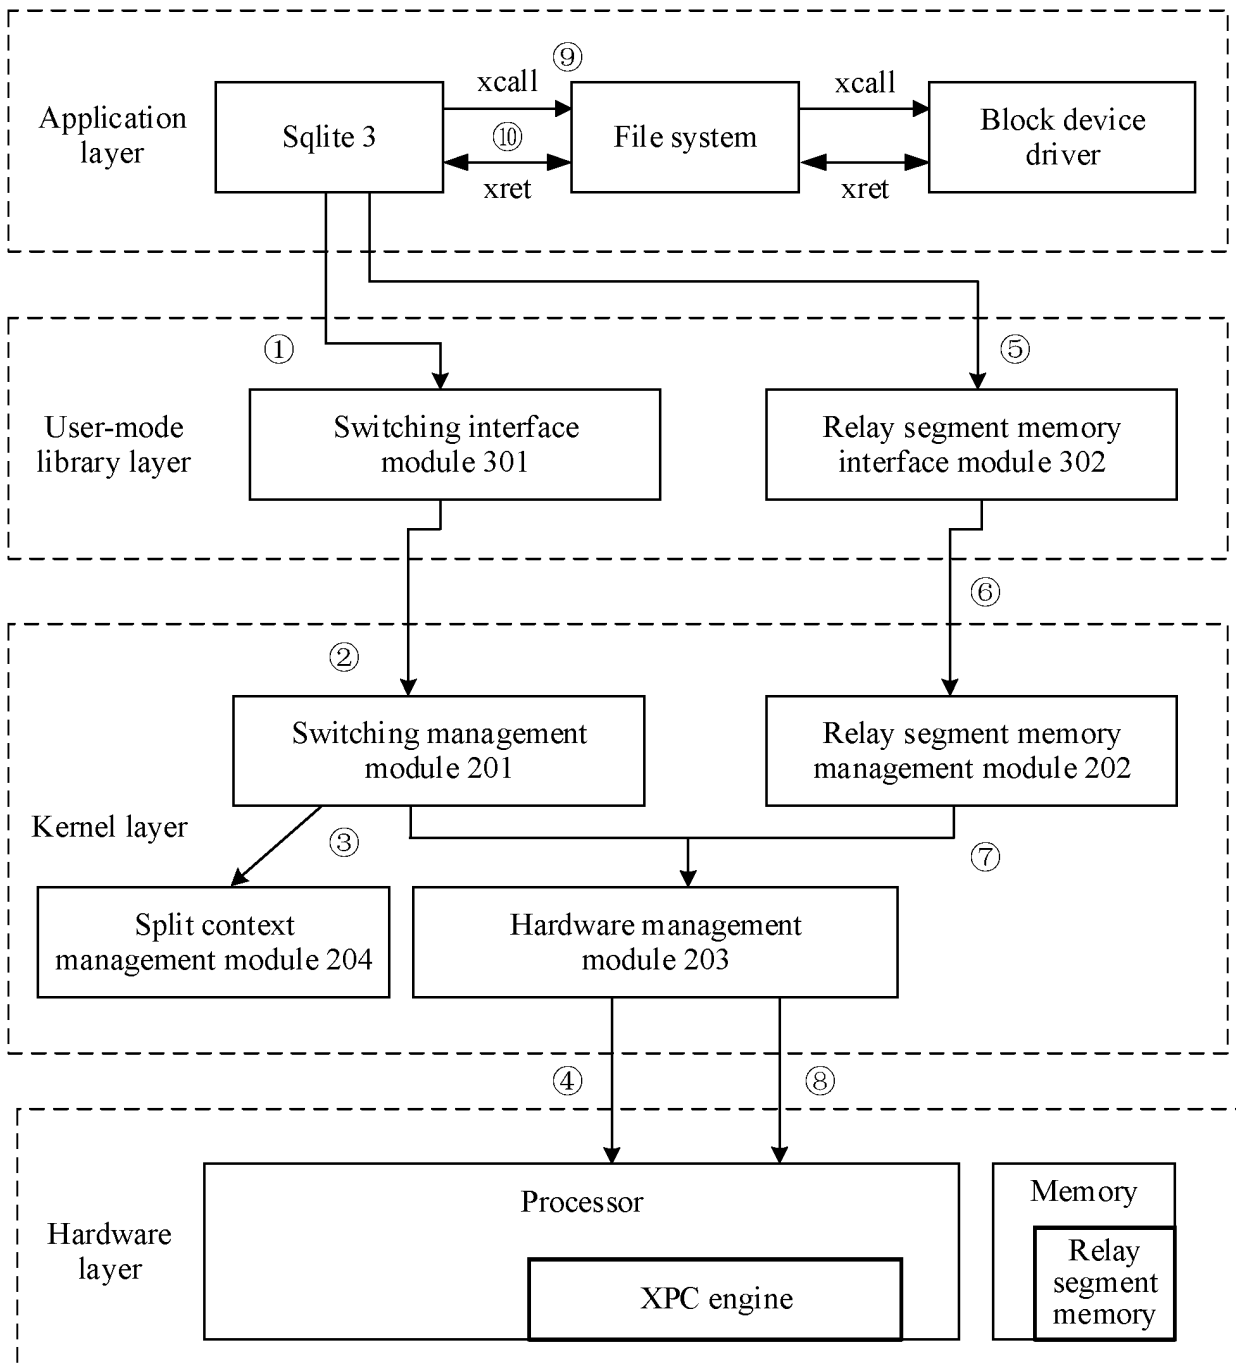 ⑨
xcall
xcall
Application
layer
Sqlite 3
⑩
File system
Block device
driver
xret
xret
①
⑤
User-mode
library layer
Switching interface
module 301
Relay segment memory
interface module 302
⑥
②
Switching management
module 201
Relay segment memory
management module 202
Kernel layer
③
⑦
Split context
management module 204
Hardware management
module 203
④
⑧
Hardware
layer
Processor
XPC engine
Memory
Relay
segment
memory